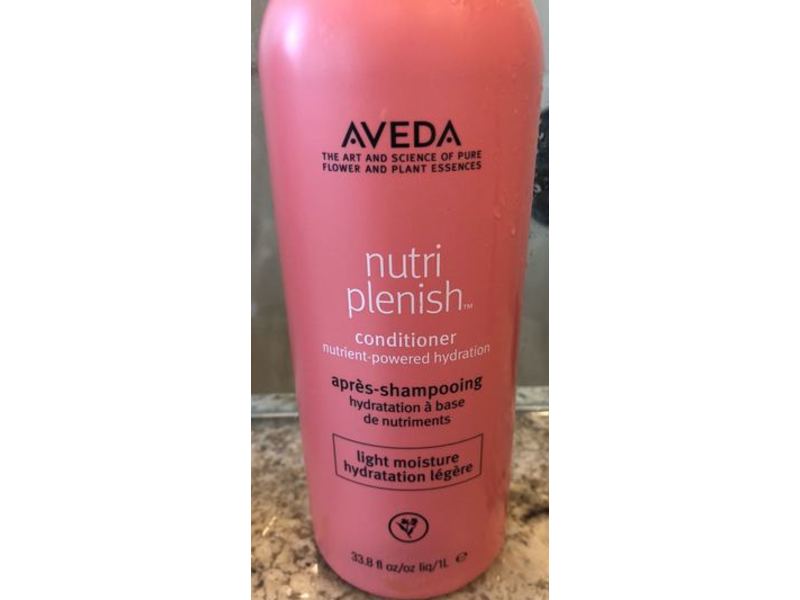 AVEDA
THE ART AND SCIENCE OF PURE
FLOWER AND PLANT ESSENCES
nutri
plenish™
conditioner
nutrient-powered hydration
après-shampooing
hydratation à base
de nutriments
light moisture
hydratation légère
33.8 fl oz/oz liq/1L ℮